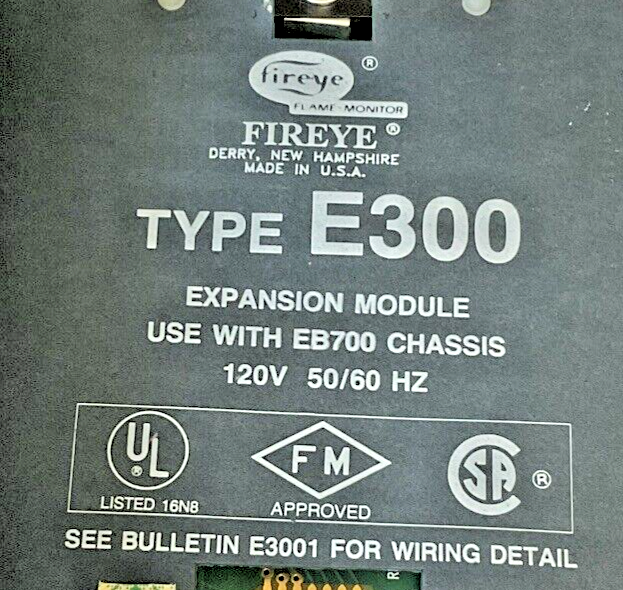 fireye ®
FLAME-MONITOR
FIREYE ®
DERRY, NEW HAMPSHIRE
MADE IN U.S.A.
TYPE E300
EXPANSION MODULE
USE WITH EB700 CHASSIS
120V 50/60 HZ
UL ® FM SA ®
LISTED 16N8 APPROVED
SEE BULLETIN E3001 FOR WIRING DETAIL
R